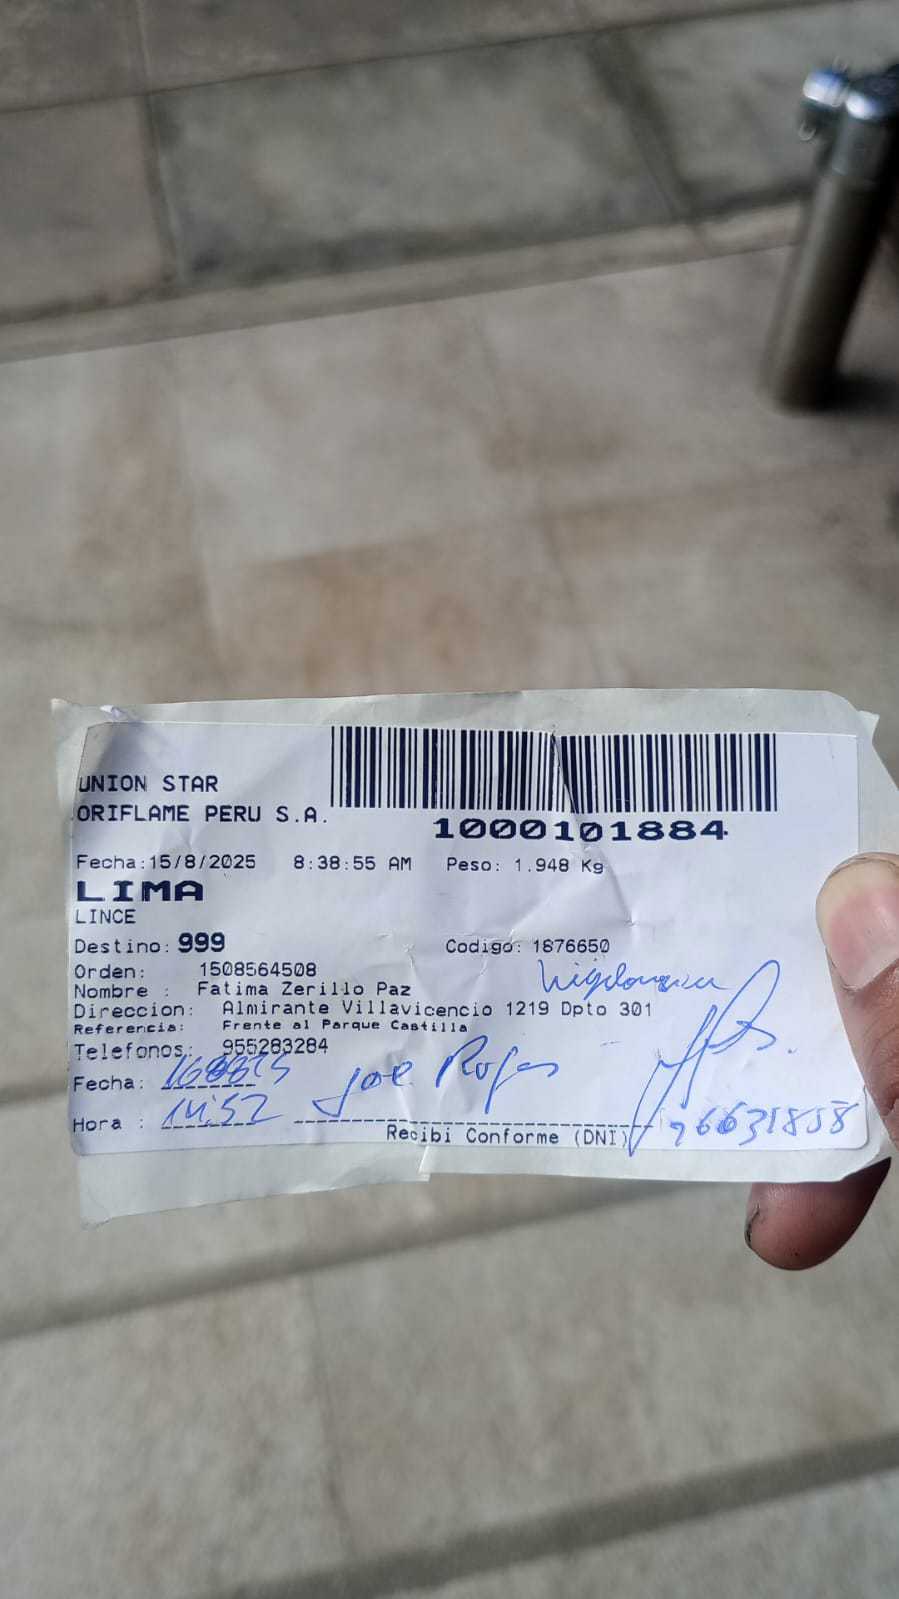 UNION STAR
ORIFLAME PERU S.A.
1000101884
Fecha:15/8/2025 8:38:55 AM Peso: 1.948 Kg
LIMA
LINCE
Destino: 999 Codigo: 1876650
Orden: 1508564508
Nombre : Fatima Zerillo Paz
Direccion: Almirante Villavicencio 1219 Dpto 301
Referencia: Frente al Parque Castilla
Telefonos: 955283284
Fecha: Joe Rojas
Hora : 14:52
Recibi Conforme (DNI)